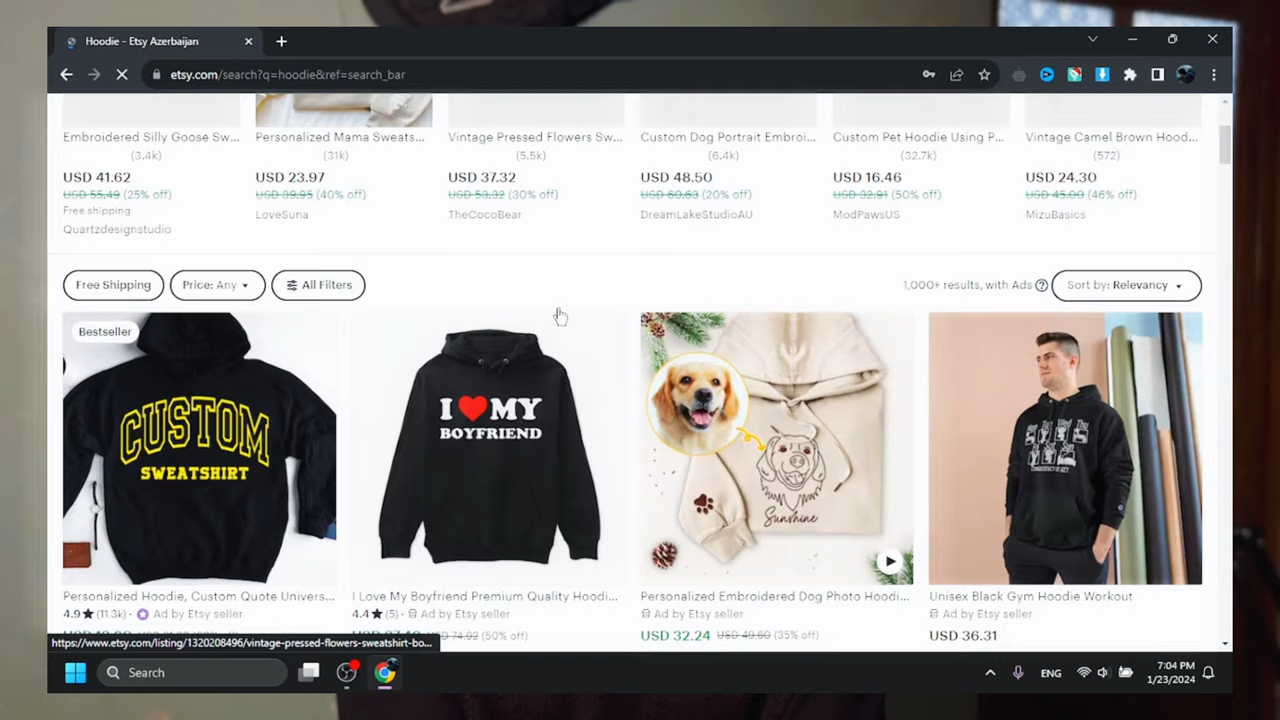 Hoodie - Etsy Azerbaijan
etsy.com/search?q=hoodie&ref=search_bar
Embroidered Silly Goose Sw... Personalized Mama Sweats... Vintage Pressed Flowers Sw... Custom Dog Portrait Embroi... Custom Pet Hoodie Using P... Vintage Camel Brown Hood...
(3.4k) (31k) (5.5k) (6.4k) (32.7k) (572)
USD 41.62 USD 23.97 USD 37.32 USD 48.50 USD 16.46 USD 24.30
USD 55.49 (25% off) USD 39.95 (40% off) USD 53.32 (30% off) USD 60.63 (20% off) USD 32.91 (50% off) USD 45.00 (46% off)
Free shipping LoveSuna TheCocoBear DreamLakeStudioAU ModPawsUS MizuBasics
Quartzdesignstudio
Free Shipping Price: Any All Filters 1,000+ results, with Ads Sort by: Relevancy
Bestseller
CUSTOM
SWEATSHIRT
I MY
BOYFRIEND
Sunshine
Personalized Hoodie, Custom Quote Univers... I Love My Boyfriend Premium Quality Hoodi... Personalized Embroidered Dog Photo Hoodi... Unisex Black Gym Hoodie Workout
4.9 (11.3k) · Ad by Etsy seller 4.4 (5) · Ad by Etsy seller Ad by Etsy seller Ad by Etsy seller
74.92 (50% off) USD 32.24 USD 49.60 (35% off) USD 36.31
https://www.etsy.com/listing/1320208496/vintage-pressed-flowers-sweatshirt-bo...
Search ENG 7:04 PM
1/23/2024